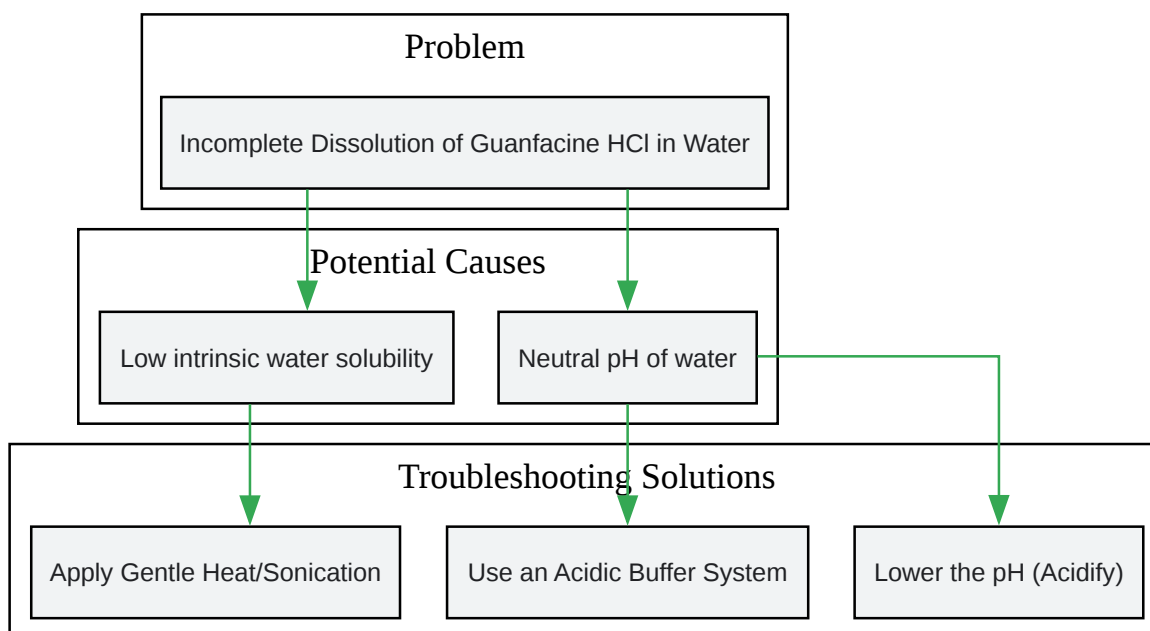 Problem
Incomplete Dissolution of Guanfacine HCl in Water
Potential Causes
Low intrinsic water solubility
Neutral pH of water
Troubleshooting Solutions
Apply Gentle Heat/Sonication
Use an Acidic Buffer System
Lower the pH (Acidify)